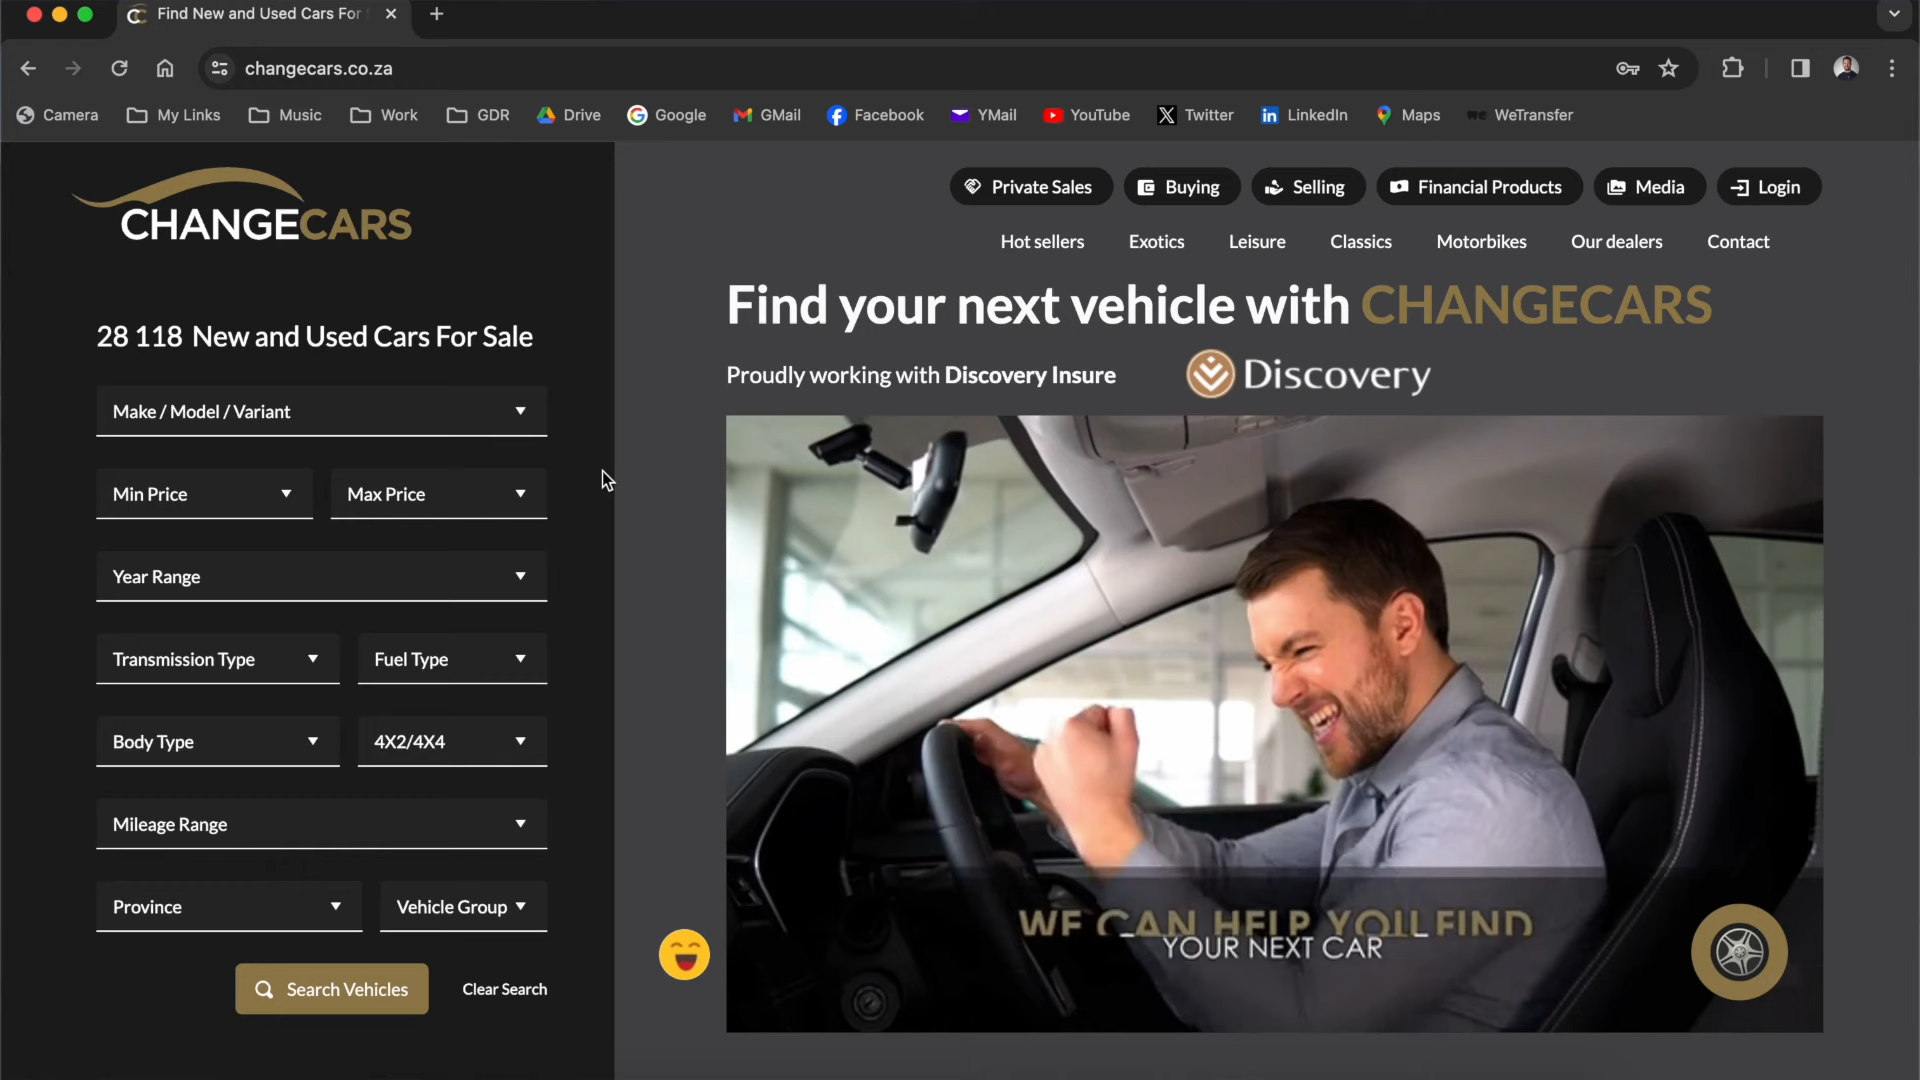 Find New and Used Cars For
changecars.co.za
Camera My Links Music Work GDR Drive Google GMail Facebook YMail YouTube Twitter LinkedIn Maps WeTransfer
CHANGECARS
Private Sales Buying Selling Financial Products Media Login
Hot sellers Exotics Leisure Classics Motorbikes Our dealers Contact
Find your next vehicle with CHANGECARS
Proudly working with Discovery Insure Discovery
28 118 New and Used Cars For Sale
Make / Model / Variant
Min Price Max Price
Year Range
Transmission Type Fuel Type
Body Type 4X2/4X4
Mileage Range
Province Vehicle Group
Search Vehicles Clear Search
WE CAN HELP YOU FIND
YOUR NEXT CAR